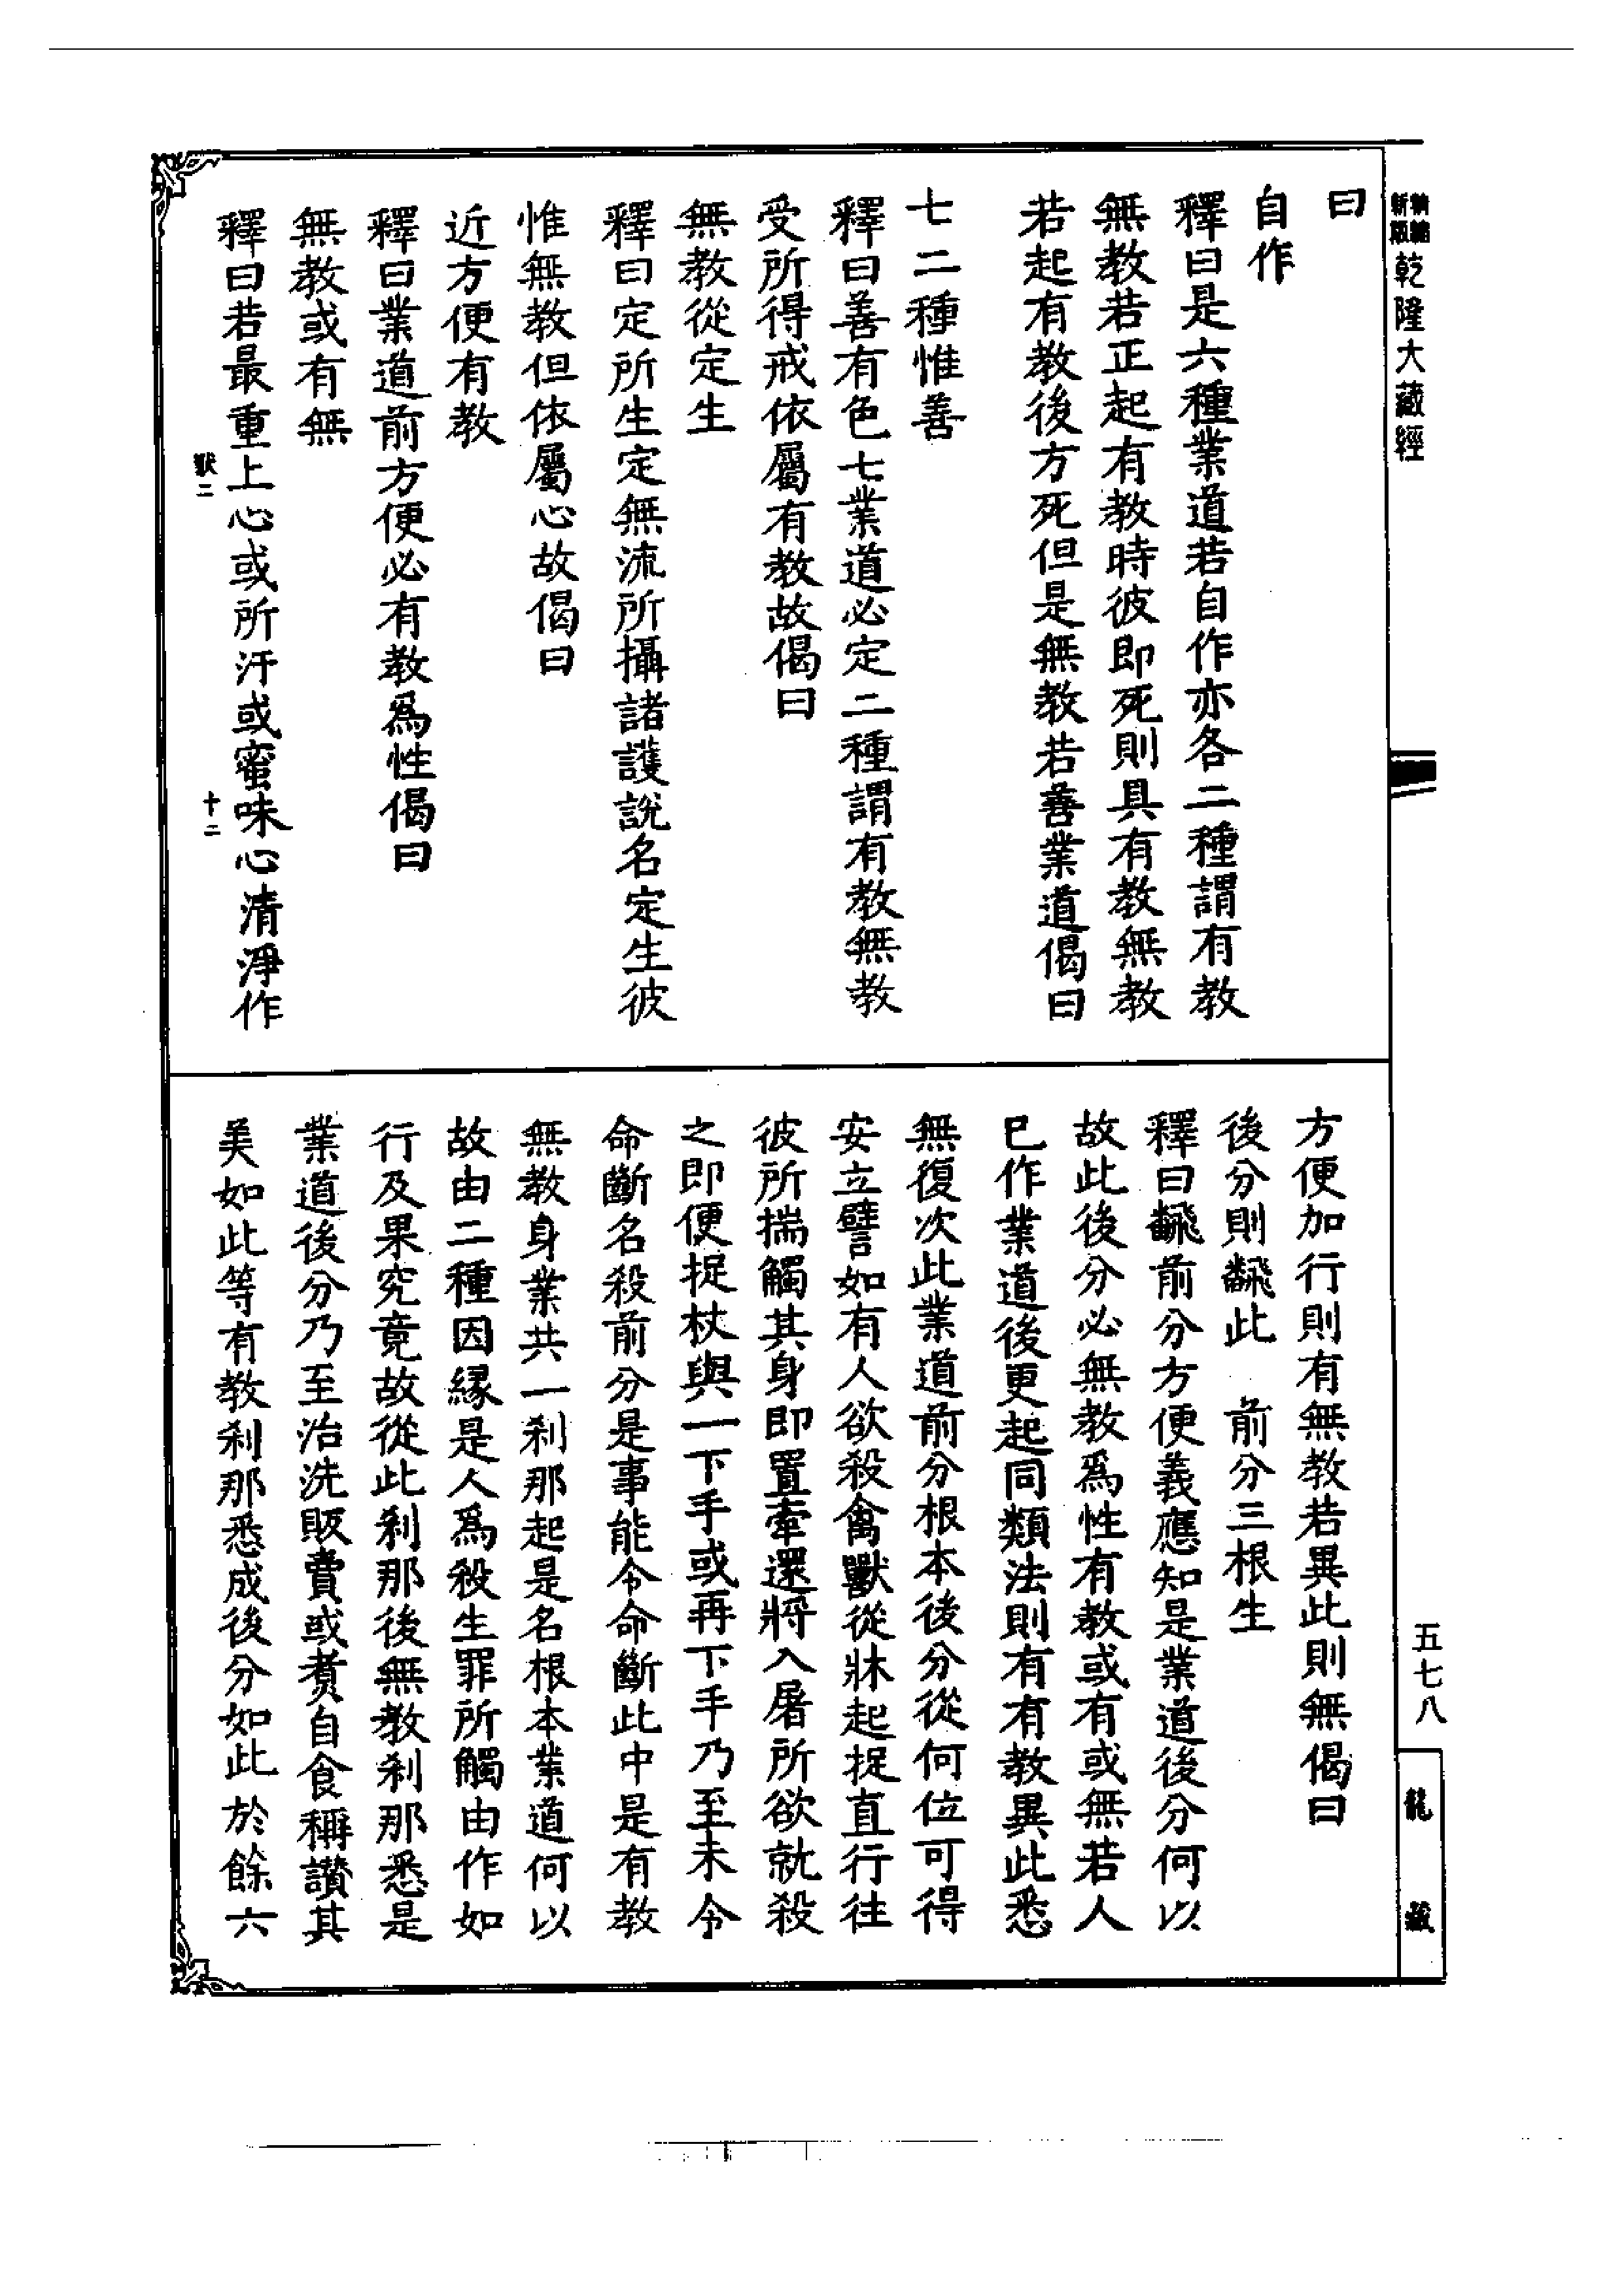 新編縮版乾隆大藏經
五七八
龍藏
曰
自作
釋曰是六種業道若自作亦各二種謂有教
無教若正起有教時彼即死則具有教無教
若起有教後方死但是無教若善業道偈曰
七二種惟善
釋曰善有色七業道必定二種謂有教無教
受所得戒依屬有教故偈曰
無教從定生
釋曰定所生定無流所攝諸護說名定生彼
惟無教但依屬心故偈曰
近方便有教
釋曰業道前方便必有教為性偈曰
無教或有無
釋曰若最重上心或所汙或蜜味心清淨作
獸二
十二
方便加行則有無教若異此則無偈曰
後分則飜此 前分三根生
釋曰飜前分方便義應知是業道後分何以
故此後分必無教為性有教或有或無若人
已作業道後更起同類法則有有教異此悉
無復次此業道前分根本後分從何位可得
安立譬如有人欲殺禽獸從牀起捉直行往
彼所揣觸其身即置牽還將入屠所欲就殺
之即便捉杖與一下手或再下手乃至未令
命斷名殺前分是事能令命斷此中是有教
無教身業共一刹那起是名根本業道何以
故由二種因緣是人為殺生罪所觸由作如
行及果究竟故從此刹那後無教刹那悉是
業道後分乃至治洗販賣或煑自食稱讚其
美如此等有教刹那悉成後分如此於餘六